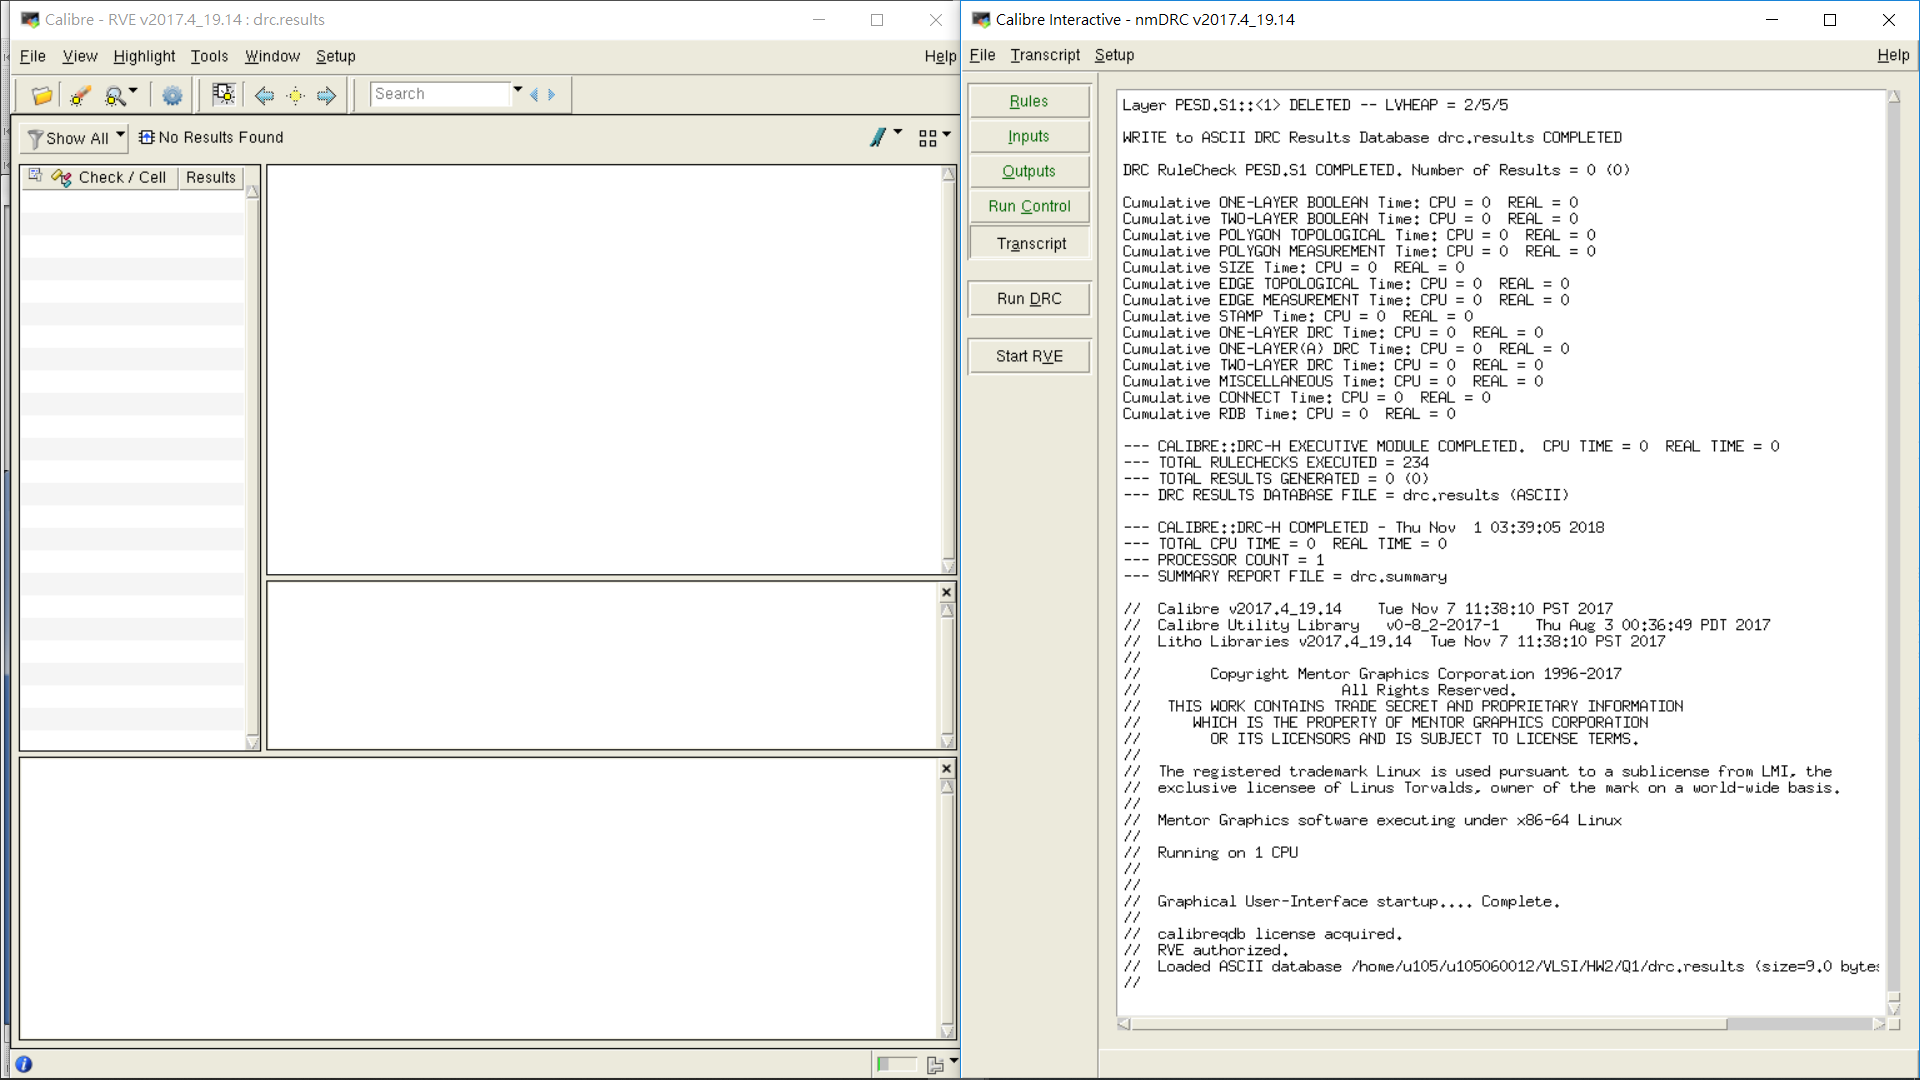 Calibre - RVE v2017.4_19.14 : drc.results
File View Highlight Tools Window Setup Help
Search
Show All No Results Found
Check / Cell Results
Calibre Interactive - nmDRC v2017.4_19.14
File Transcript Setup Help
Rules
Inputs
Outputs
Run Control
Transcript
Run DRC
Start RVE
Layer PESD.S1::<1> DELETED -- LVHEAP = 2/5/5
WRITE to ASCII DRC Results Database drc.results COMPLETED
DRC RuleCheck PESD.S1 COMPLETED. Number of Results = 0 (0)
Cumulative ONE-LAYER BOOLEAN Time: CPU = 0 REAL = 0
Cumulative TWO-LAYER BOOLEAN Time: CPU = 0 REAL = 0
Cumulative POLYGON TOPOLOGICAL Time: CPU = 0 REAL = 0
Cumulative POLYGON MEASUREMENT Time: CPU = 0 REAL = 0
Cumulative SIZE Time: CPU = 0 REAL = 0
Cumulative EDGE TOPOLOGICAL Time: CPU = 0 REAL = 0
Cumulative EDGE MEASUREMENT Time: CPU = 0 REAL = 0
Cumulative STAMP Time: CPU = 0 REAL = 0
Cumulative ONE-LAYER DRC Time: CPU = 0 REAL = 0
Cumulative ONE-LAYER(A) DRC Time: CPU = 0 REAL = 0
Cumulative TWO-LAYER DRC Time: CPU = 0 REAL = 0
Cumulative MISCELLANEOUS Time: CPU = 0 REAL = 0
Cumulative CONNECT Time: CPU = 0 REAL = 0
Cumulative RDB Time: CPU = 0 REAL = 0
--- CALIBRE::DRC-H EXECUTIVE MODULE COMPLETED. CPU TIME = 0 REAL TIME = 0
--- TOTAL RULECHECKS EXECUTED = 234
--- TOTAL RESULTS GENERATED = 0 (0)
--- DRC RESULTS DATABASE FILE = drc.results (ASCII)
--- CALIBRE::DRC-H COMPLETED - Thu Nov 1 03:39:05 2018
--- TOTAL CPU TIME = 0 REAL TIME = 0
--- PROCESSOR COUNT = 1
--- SUMMARY REPORT FILE = drc.summary
// Calibre v2017.4_19.14 Tue Nov 7 11:38:10 PST 2017
// Calibre Utility Library v0-8_2-2017-1 Thu Aug 3 00:36:49 PDT 2017
// Litho Libraries v2017.4_19.14 Tue Nov 7 11:38:10 PST 2017
//
// Copyright Mentor Graphics Corporation 1996-2017
// All Rights Reserved.
// THIS WORK CONTAINS TRADE SECRET AND PROPRIETARY INFORMATION
// WHICH IS THE PROPERTY OF MENTOR GRAPHICS CORPORATION
// OR ITS LICENSORS AND IS SUBJECT TO LICENSE TERMS.
//
// The registered trademark Linux is used pursuant to a sublicense from LMI, the
// exclusive licensee of Linus Torvalds, owner of the mark on a world-wide basis.
//
// Mentor Graphics software executing under x86-64 Linux
//
// Running on 1 CPU
//
//
// Graphical User-Interface startup.... Complete.
//
// calibreqdb license acquired.
// RVE authorized.
// Loaded ASCII database /home/u105/u105060012/VLSI/HW2/Q1/drc.results (size=9.0 bytes
//